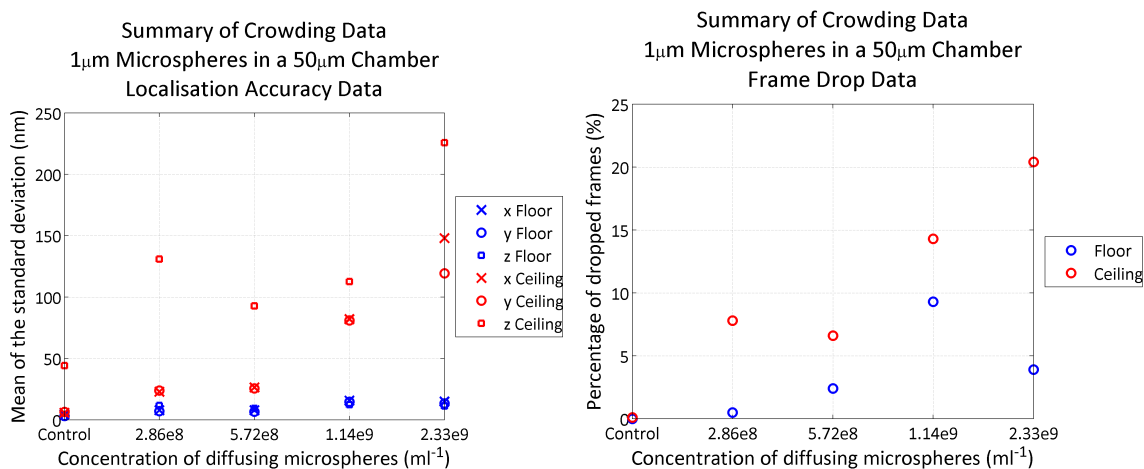 Summary of Crowding Data
1μm Microspheres in a 50μm Chamber
Localisation Accuracy Data
Mean of the standard deviation (nm)
250
200
150
100
50
0
Control
2.86e8
5.72e8
1.14e9
2.33e9
Concentration of diffusing microspheres (ml⁻¹)
x Floor
y Floor
z Floor
x Ceiling
y Ceiling
z Ceiling
Summary of Crowding Data
1μm Microspheres in a 50μm Chamber
Frame Drop Data
Percentage of dropped frames (%)
25
20
15
10
5
0
Control
2.86e8
5.72e8
1.14e9
2.33e9
Concentration of diffusing microspheres (ml⁻¹)
Floor
Ceiling